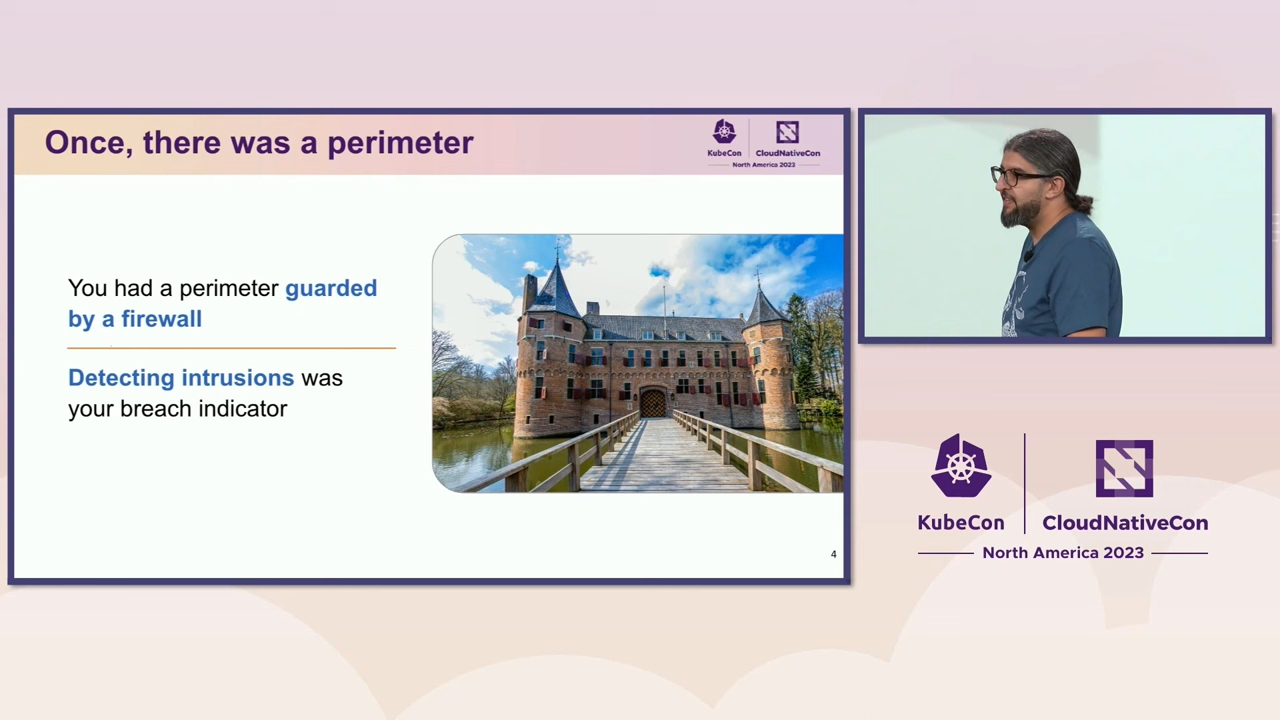 Once, there was a perimeter
KubeCon
CloudNativeCon
North America 2023
You had a perimeter guarded
by a firewall
Detecting intrusions was
your breach indicator
4
KubeCon
CloudNativeCon
North America 2023